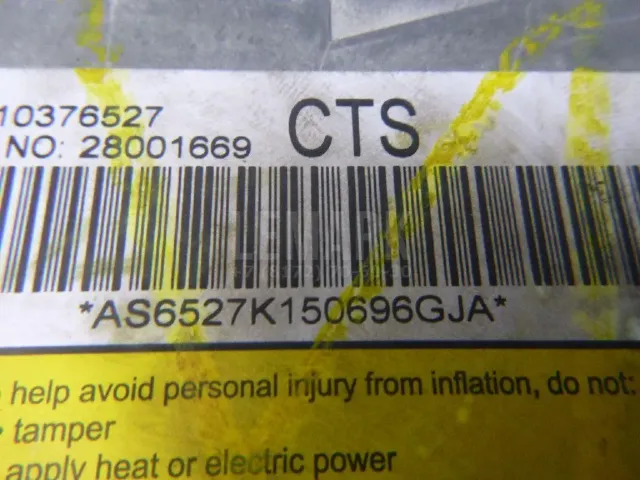 10376527
CTS
NO: 28001669
LEMARK
*AS6527K150696GJA*
o help avoid personal injury from inflation, do not:
• tamper
apply heat or electric power